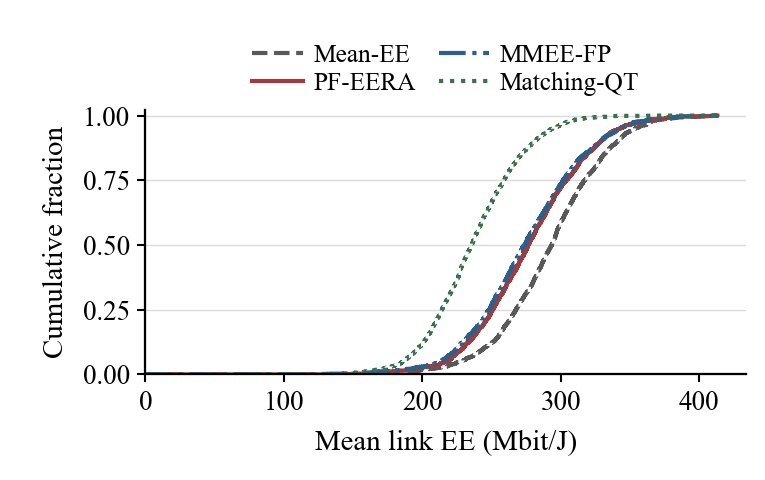 Mean-EE
MMEE-FP
PF-EERA
Matching-QT
1.00
0.75
0.50
0.25
0.00
Cumulative fraction
0
100
200
300
400
Mean link EE (Mbit/J)